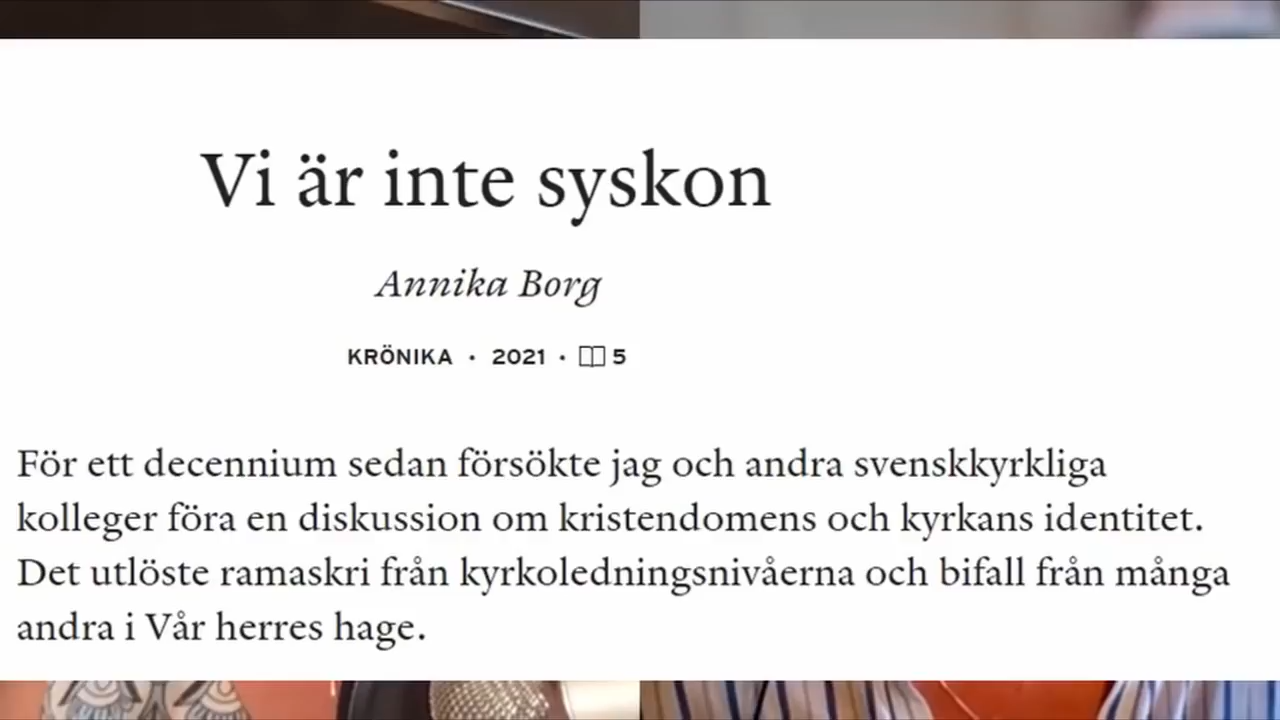 Vi är inte syskon
Annika Borg
KRÖNIKA · 2021 · 5
För ett decennium sedan försökte jag och andra svenskkyrkliga
kolleger föra en diskussion om kristendomens och kyrkans identitet.
Det utlöste ramaskri från kyrkoledningsnivåerna och bifall från många
andra i Vår herres hage.